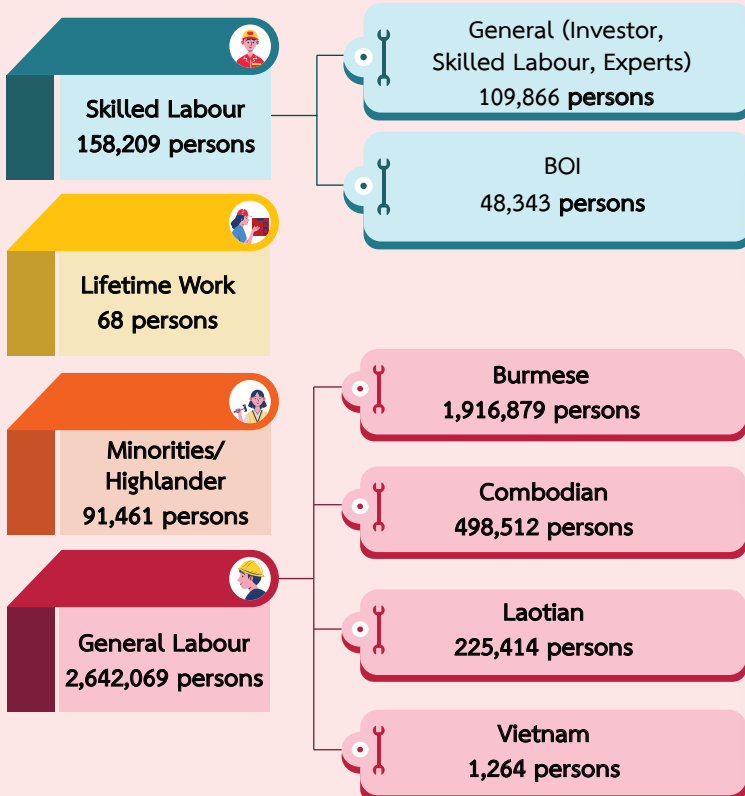 Skilled Labour
158,209 persons
General (Investor,
Skilled Labour, Experts)
109,866 persons
BOI
48,343 persons
Lifetime Work
68 persons
Minorities/
Highlander
91,461 persons
General Labour
2,642,069 persons
Burmese
1,916,879 persons
Combodian
498,512 persons
Laotian
225,414 persons
Vietnam
1,264 persons